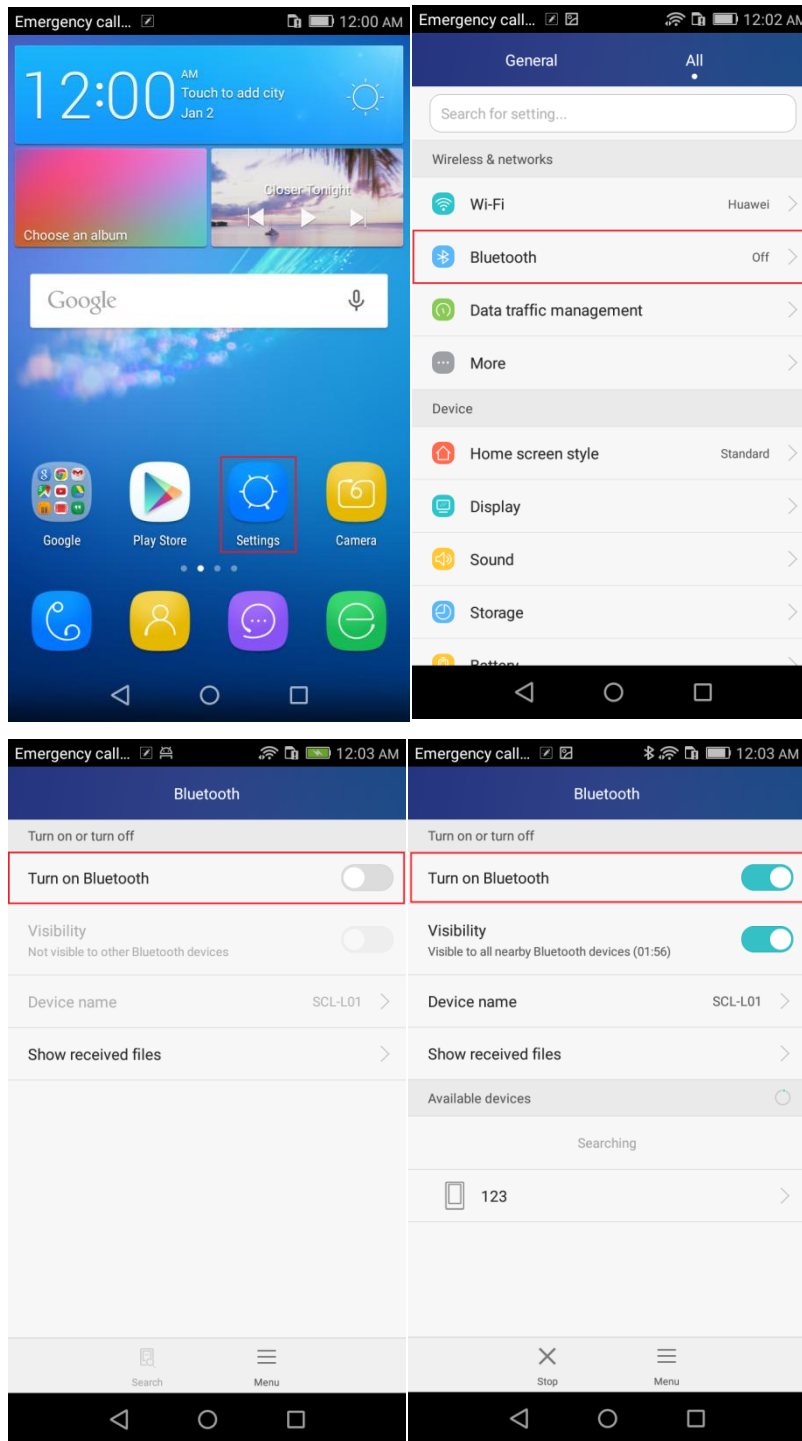 Emergency call... 12:00 AM
12:00 AM
Touch to add city
Jan 2
Choose an album
Closer Tonight
Google
Google Play Store Settings Camera
Emergency call... 12:02 AM
General All
Search for setting...
Wireless & networks
Wi-Fi Huawei
Bluetooth Off
Data traffic management
More
Device
Home screen style Standard
Display
Sound
Storage
Battery
Emergency call... 12:03 AM
Bluetooth
Turn on or turn off
Turn on Bluetooth
Visibility
Not visible to other Bluetooth devices
Device name SCL-L01
Show received files
Search Menu
Emergency call... 12:03 AM
Bluetooth
Turn on or turn off
Turn on Bluetooth
Visibility
Visible to all nearby Bluetooth devices (01:56)
Device name SCL-L01
Show received files
Available devices
Searching
123
Stop Menu